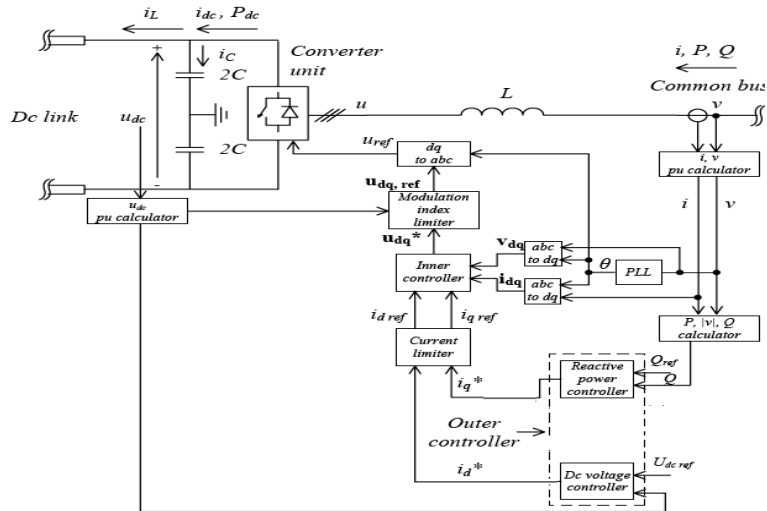 i_L
i_dc, P_dc
i_C
2C
Converter
unit
i, P, Q
Common bus
Dc link
u_dc
+
-
2C
u
L
v
u_ref
dq
to abc
i, v
pu calculator
u_dc
pu calculator
u_dq, ref
Modulation
index
limiter
i
v
u_dq*
v_dq
abc
to dq
θ
PLL
Inner
controller
i_dq
abc
to dq
i_d ref
i_q ref
P, |v|, Q
calculator
Current
limiter
i_q*
Reactive
power
controller
Q_ref
Q
Outer
controller
i_d*
Dc voltage
controller
U_dc ref